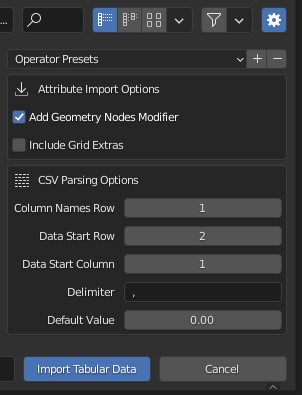 ...
Operator Presets
Attribute Import Options
Add Geometry Nodes Modifier
Include Grid Extras
CSV Parsing Options
Column Names Row 1
Data Start Row 2
Data Start Column 1
Delimiter ,
Default Value 0.00
Import Tabular Data Cancel